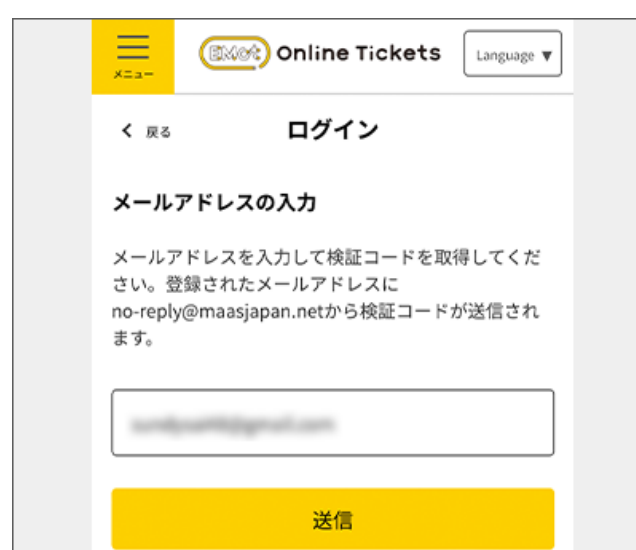 メニュー
EMot Online Tickets
Language ▼
戻る
ログイン
メールアドレスの入力
メールアドレスを入力して検証コードを取得してくだ
さい。登録されたメールアドレスに
no-reply@maasjapan.netから検証コードが送信され
ます。
送信